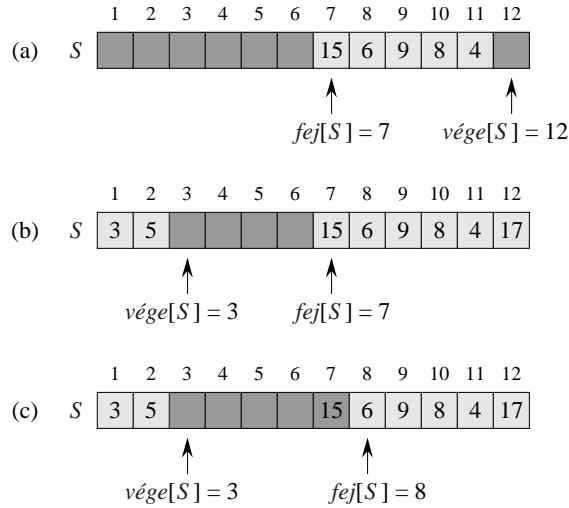 1 2 3 4 5 6 7 8 9 10 11 12
(a) S 15 6 9 8 4
fej[S] = 7 vége[S] = 12
1 2 3 4 5 6 7 8 9 10 11 12
(b) S 3 5 15 6 9 8 4 17
vége[S] = 3 fej[S] = 7
1 2 3 4 5 6 7 8 9 10 11 12
(c) S 3 5 15 6 9 8 4 17
vége[S] = 3 fej[S] = 8